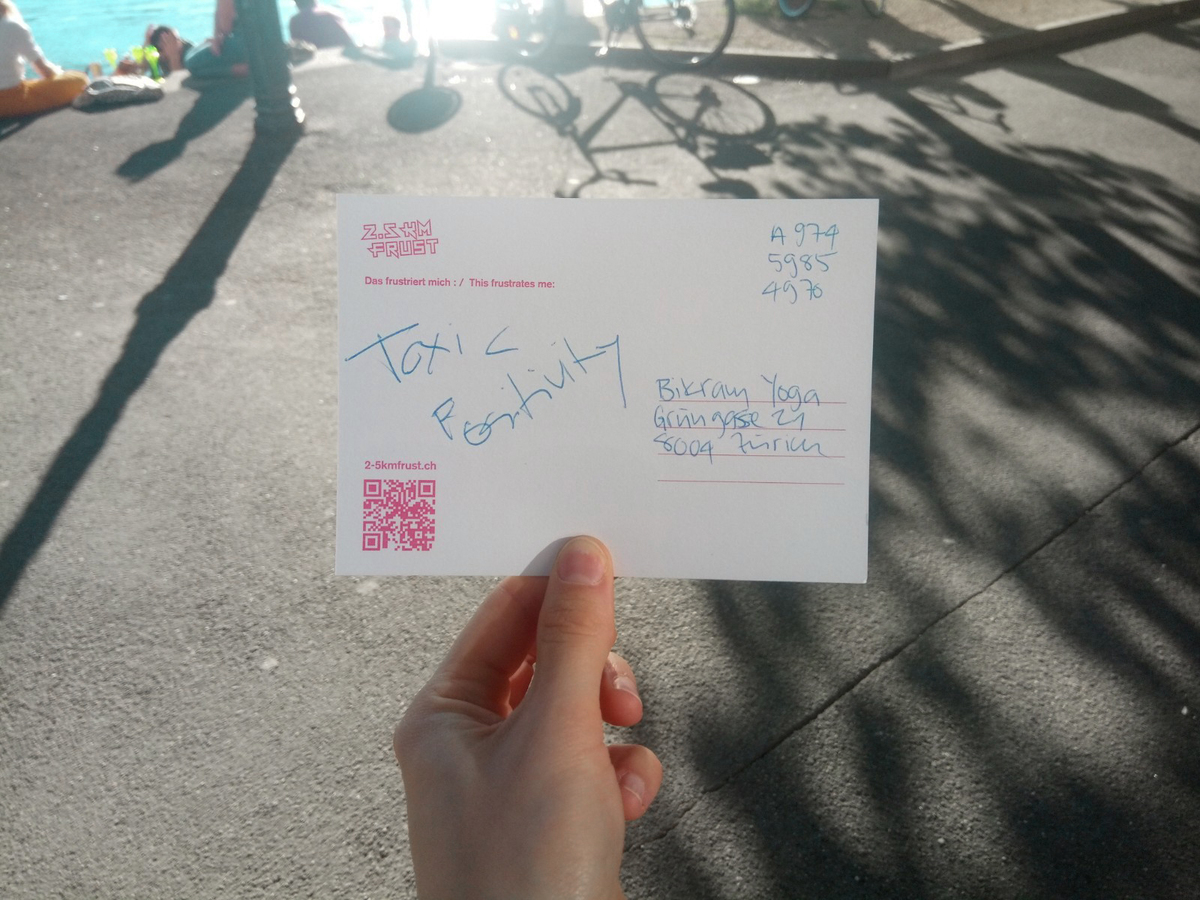 2.5KM
FRUST
Das frustriert mich : / This frustrates me:
Toxic
Positivity
2-5kmfrust.ch
A 974
5985
4970
Bikram Yoga
Grüngasse 21
8004 Zürich